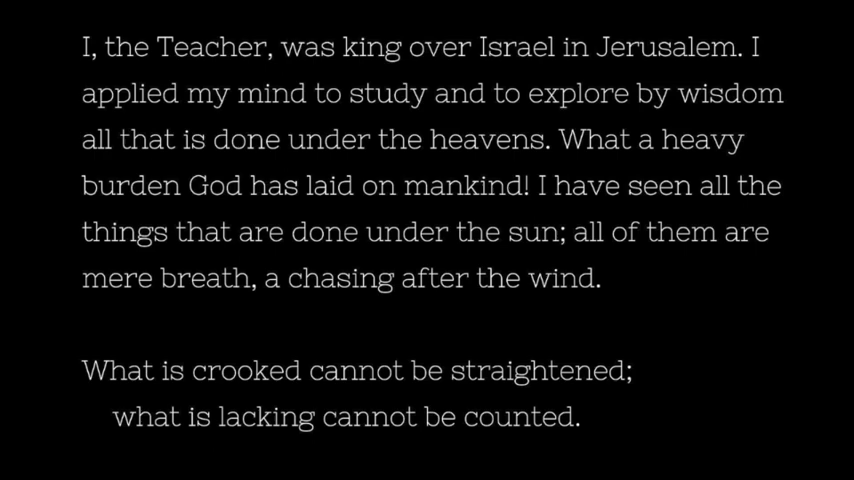 I, the Teacher, was king over Israel in Jerusalem. I
applied my mind to study and to explore by wisdom
all that is done under the heavens. What a heavy
burden God has laid on mankind! I have seen all the
things that are done under the sun; all of them are
mere breath, a chasing after the wind.
What is crooked cannot be straightened;
what is lacking cannot be counted.